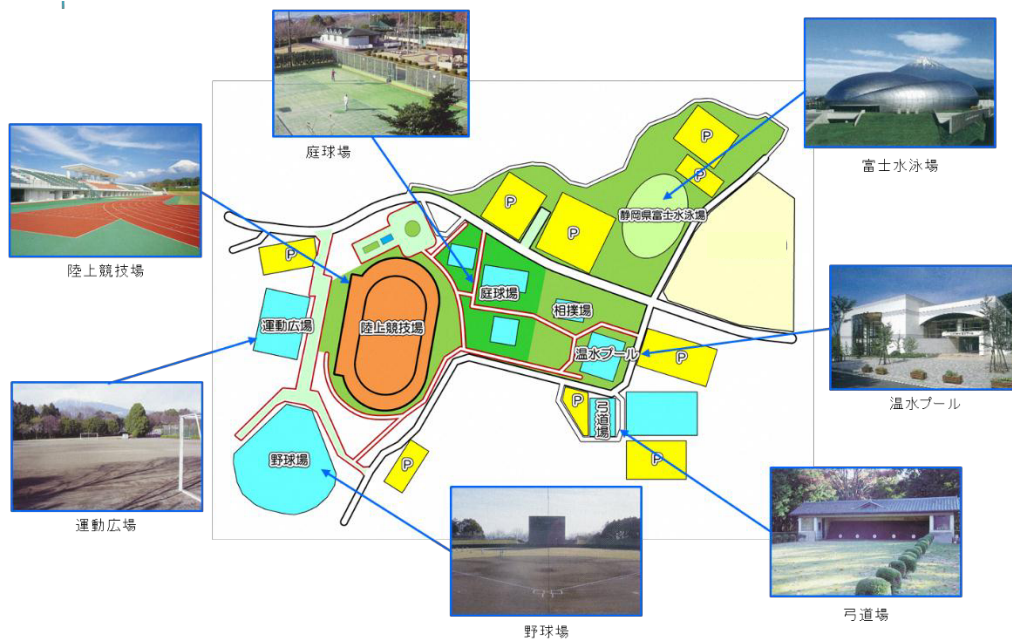 庭球場
富士水泳場
陸上競技場
温水プール
運動広場
弓道場
野球場
P
P
P
P
静岡県富士水泳場
P
庭球場
相撲場
運動広場
陸上競技場
温水プール
P
P
弓道場
野球場
P
P